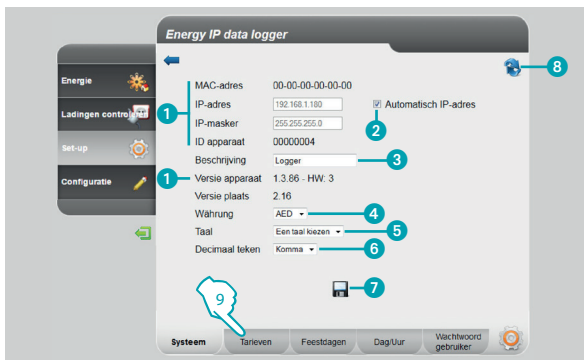 Energy IP data logger
8
Energie
Ladingen control
Set-up
Configuratie
1
MAC-adres 00-00-00-00-00-00
IP-adres 192.168.1.180 Automatisch IP-adres
2
IP-masker 255.255.255.0
ID apparaat 00000004
Beschrijving Logger 3
1 Versie apparaat 1.3.86 - HW: 3
Versie plaats 2.16
Währung AED 4
Taal Een taal kiezen 5
Decimaal teken Komma 6
7
9
Systeem Tarieven Feestdagen Dag/Uur Wachtwoord
gebruiker